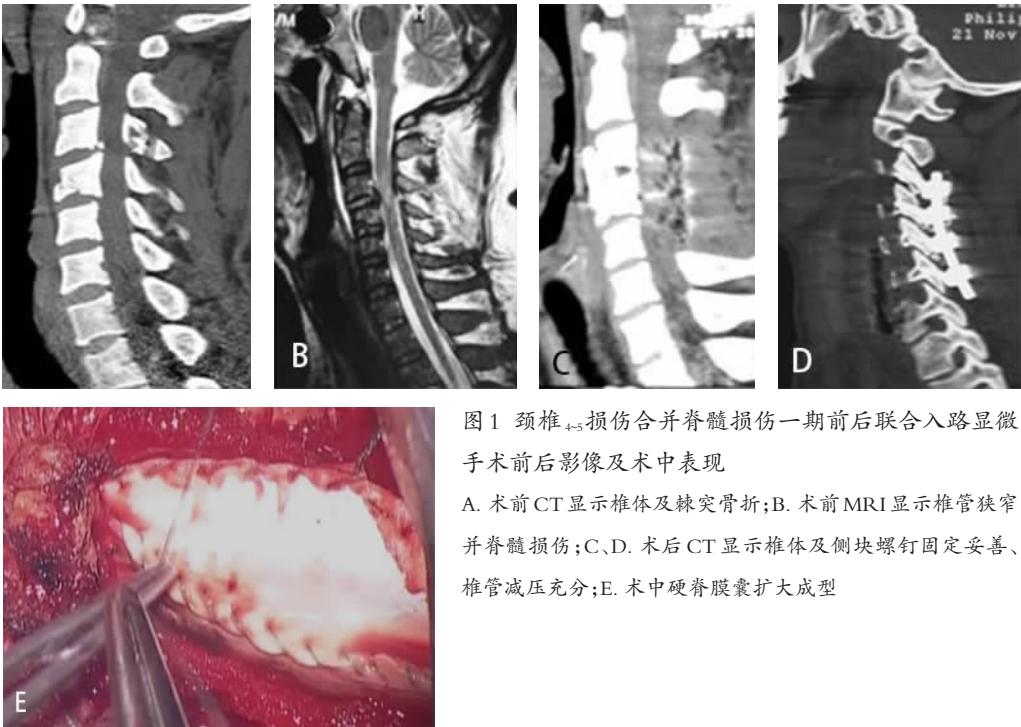 /M
Phili
21 Nov
B
C
D
E
图1 颈椎4~5损伤合并脊髓损伤一期前后联合入路显微
手术前后影像及术中表现
A. 术前CT显示椎体及棘突骨折;B. 术前MRI显示椎管狭窄
并脊髓损伤;C、D. 术后CT显示椎体及侧块螺钉固定妥善、
椎管减压充分;E. 术中硬脊膜囊扩大成型